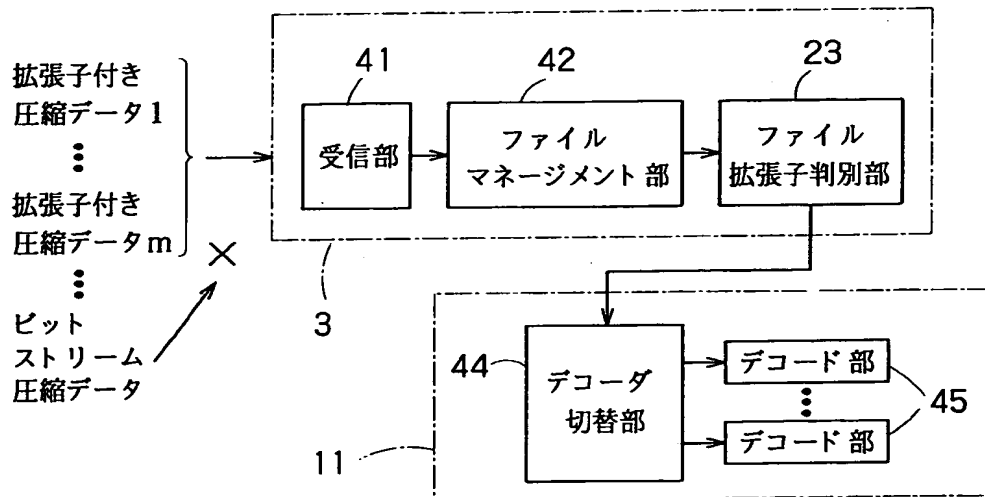 拡張子付き
圧縮データ1
拡張子付き
圧縮データm
ビット
ストリーム
圧縮データ
41
受信部
42
ファイル
マネージメント部
23
ファイル
拡張子判別部
3
44
デコーダ
切替部
デコード部
デコード部
45
11